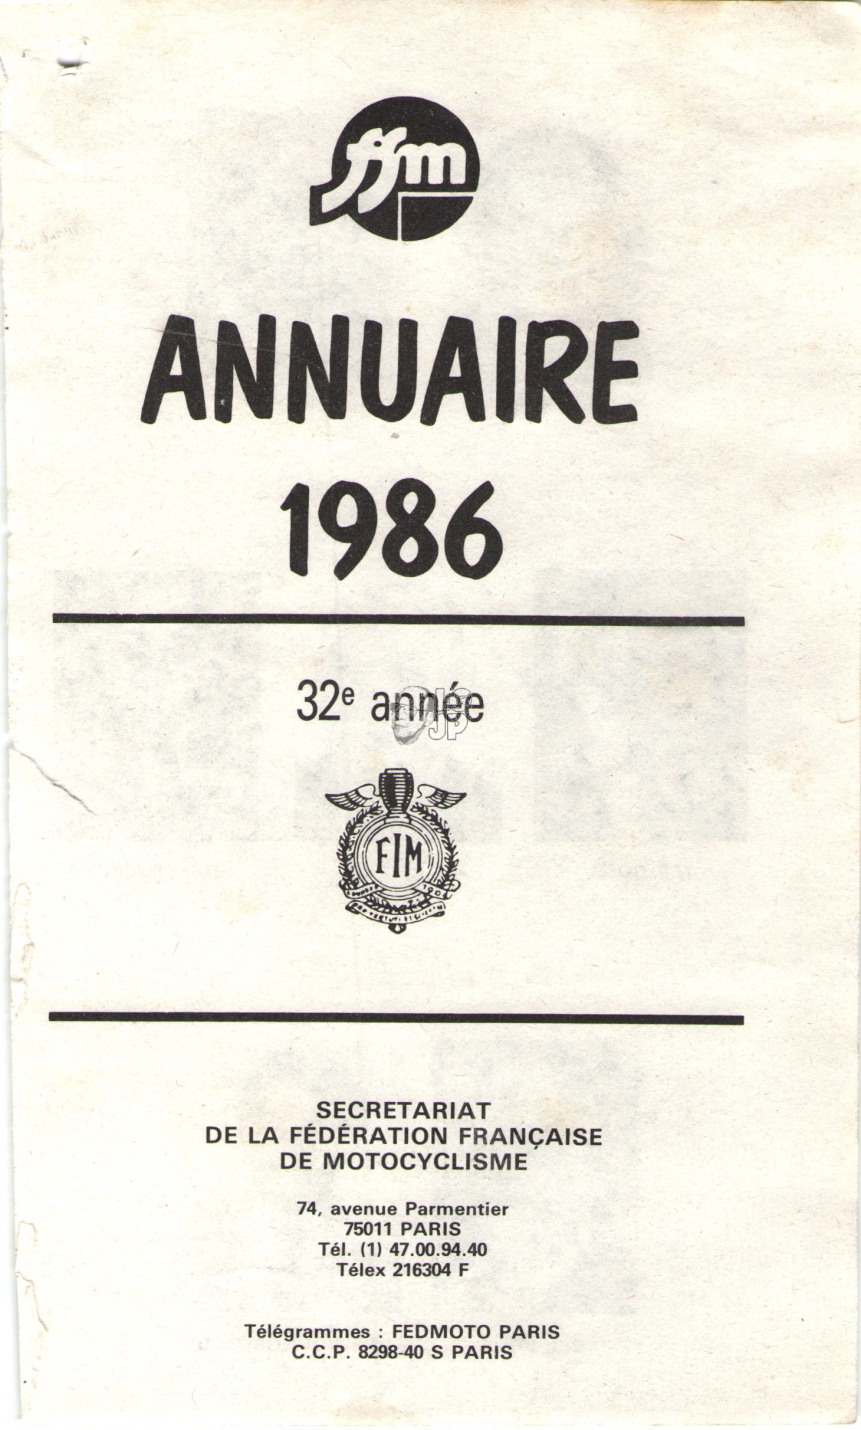 ffm
ANNUAIRE
1986
32e année
FIM
SECRETARIAT
DE LA FÉDÉRATION FRANÇAISE
DE MOTOCYCLISME
74, avenue Parmentier
75011 PARIS
Tél. (1) 47.00.94.40
Télex 216304 F
Télégrammes : FEDMOTO PARIS
C.C.P. 8298-40 S PARIS